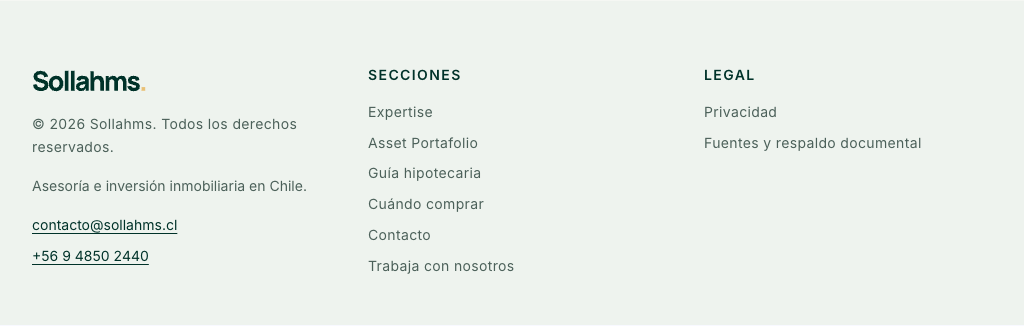 Sollahms.
© 2026 Sollahms. Todos los derechos
reservados.
Asesoría e inversión inmobiliaria en Chile.
contacto@sollahms.cl
+56 9 4850 2440
SECCIONES
Expertise
Asset Portafolio
Guía hipotecaria
Cuándo comprar
Contacto
Trabaja con nosotros
LEGAL
Privacidad
Fuentes y respaldo documental